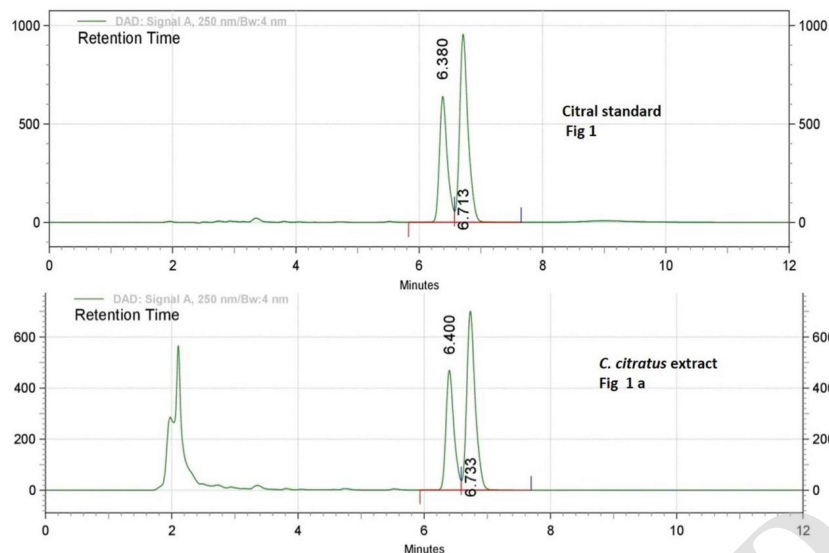 DAD: Signal A, 250 nm/Bw:4 nm
Retention Time
1000
1000
6.380
Citral standard
Fig 1
500
500
6.713
0
0
0 2 4 6 8 10 12
Minutes
DAD: Signal A, 250 nm/Bw:4 nm
Retention Time
600
600
6.400
C. citratus extract
Fig 1 a
400
400
200
200
6.733
0
0
0 2 4 6 8 10 12
Minutes